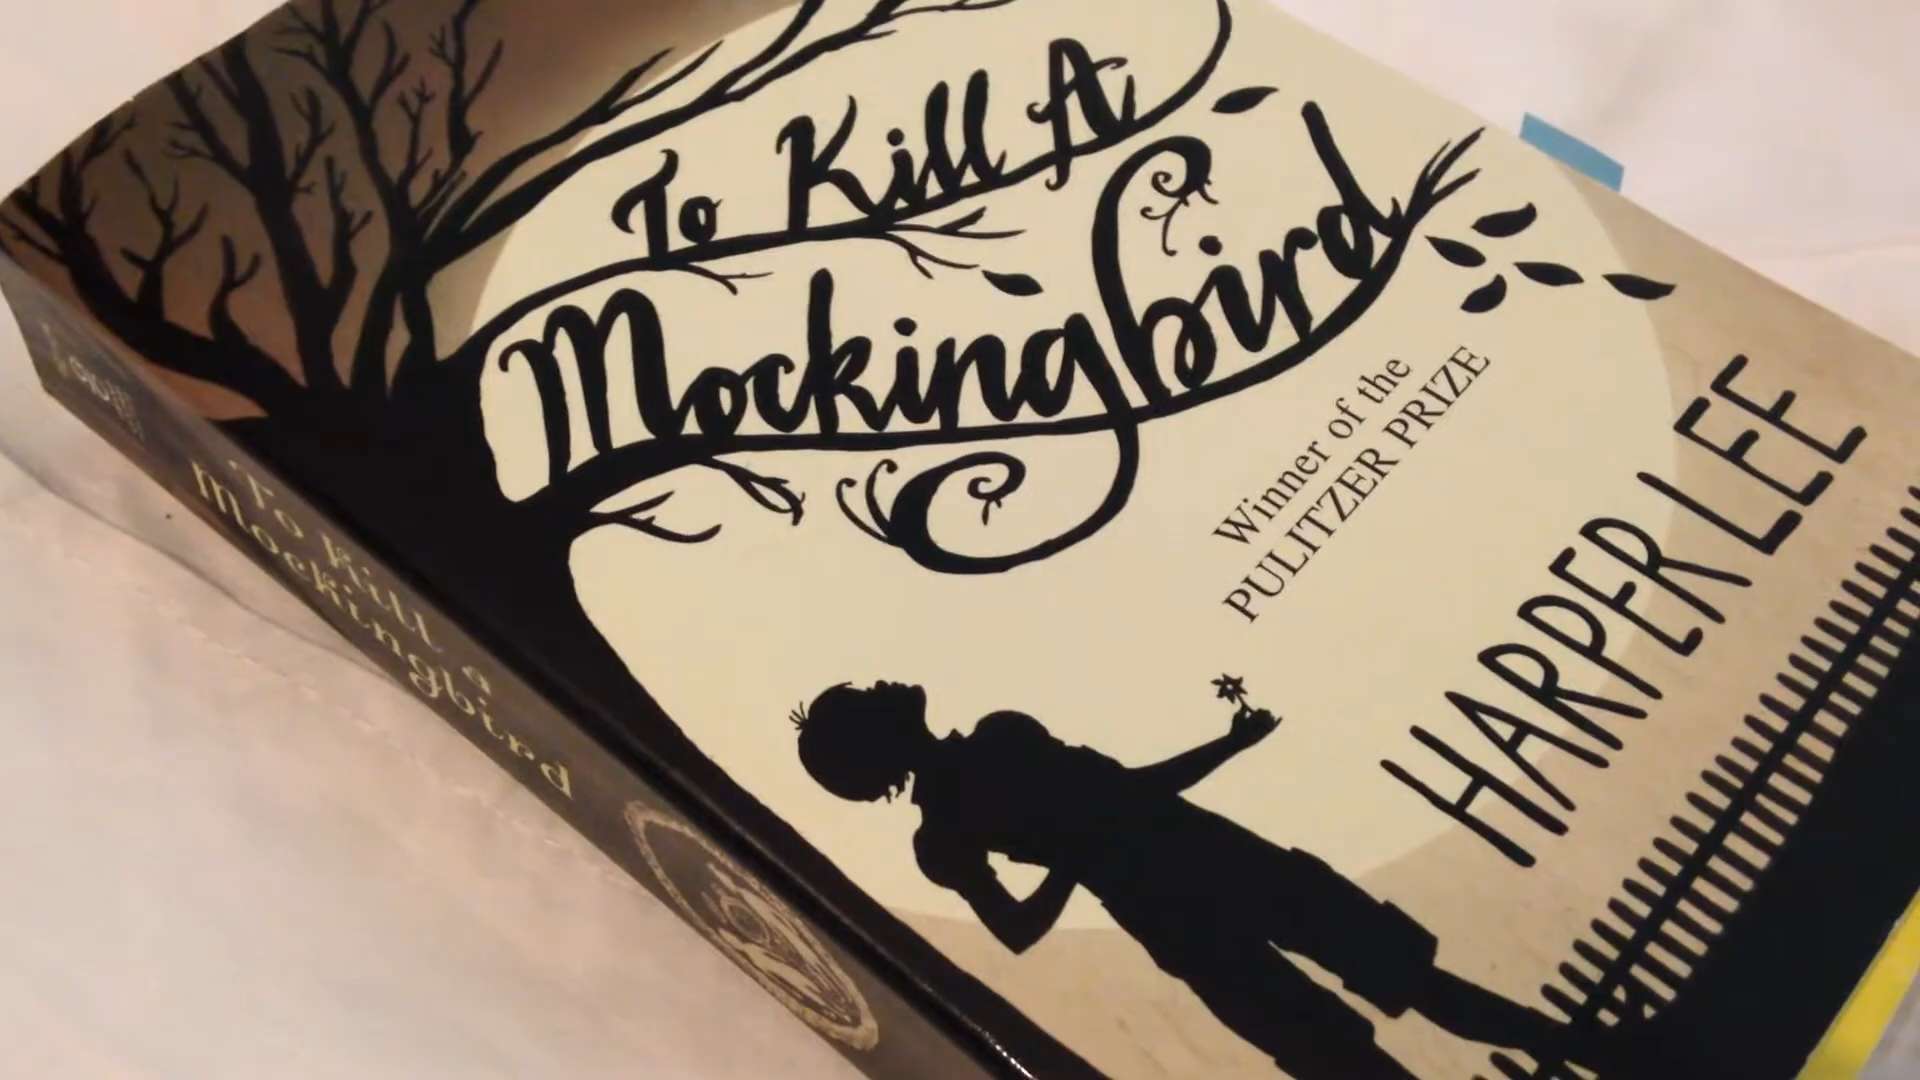 To Kill A
Mockingbird
Winner of the
PULITZER PRIZE
HARPER LEE
To Kill a
Mockingbird